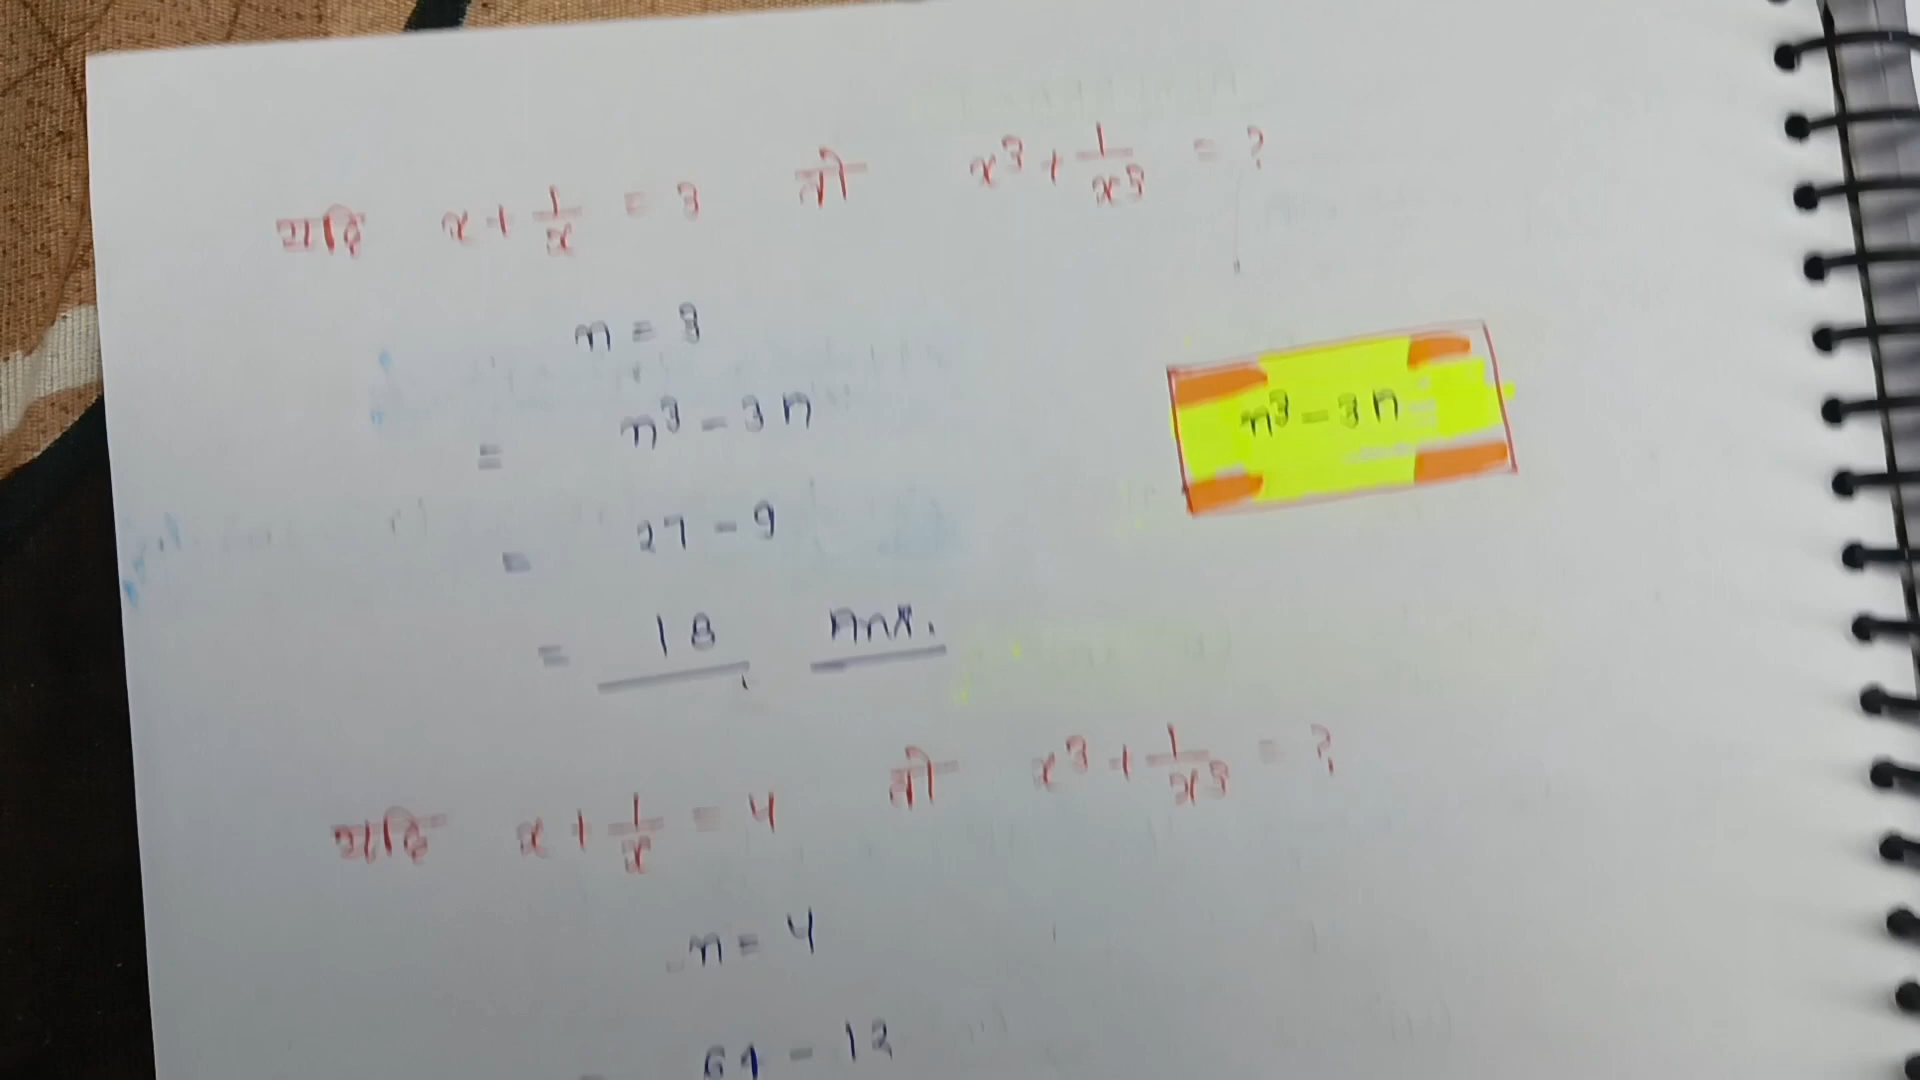 यदि x + 1/x = 3 तो x³ + 1/x³ = ?
n = 3
= n³ - 3n
n³ - 3n
= 27 - 9
= 18 Ans.
यदि x + 1/x = 4 तो x³ + 1/x³ = ?
n = 4
= 64 - 12